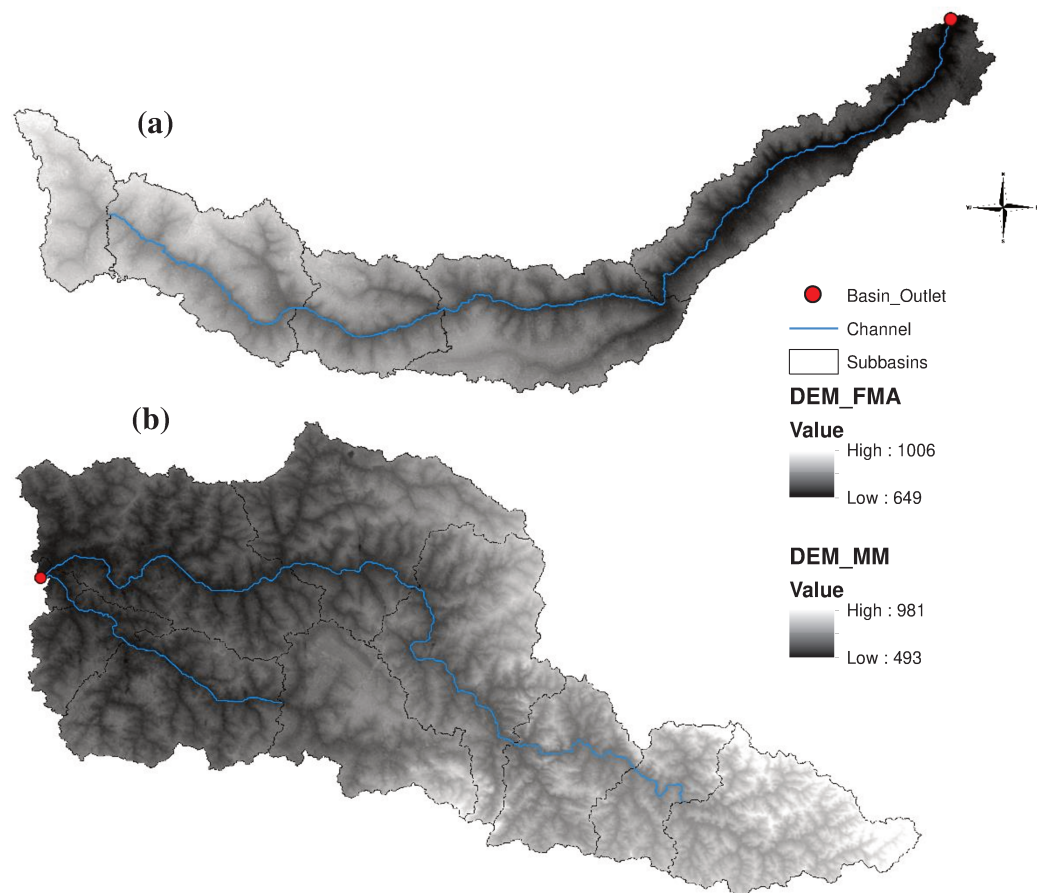 (a)
N
W
S
Basin_Outlet
Channel
Subbasins
DEM_FMA
Value
High : 1006
Low : 649
(b)
DEM_MM
Value
High : 981
Low : 493